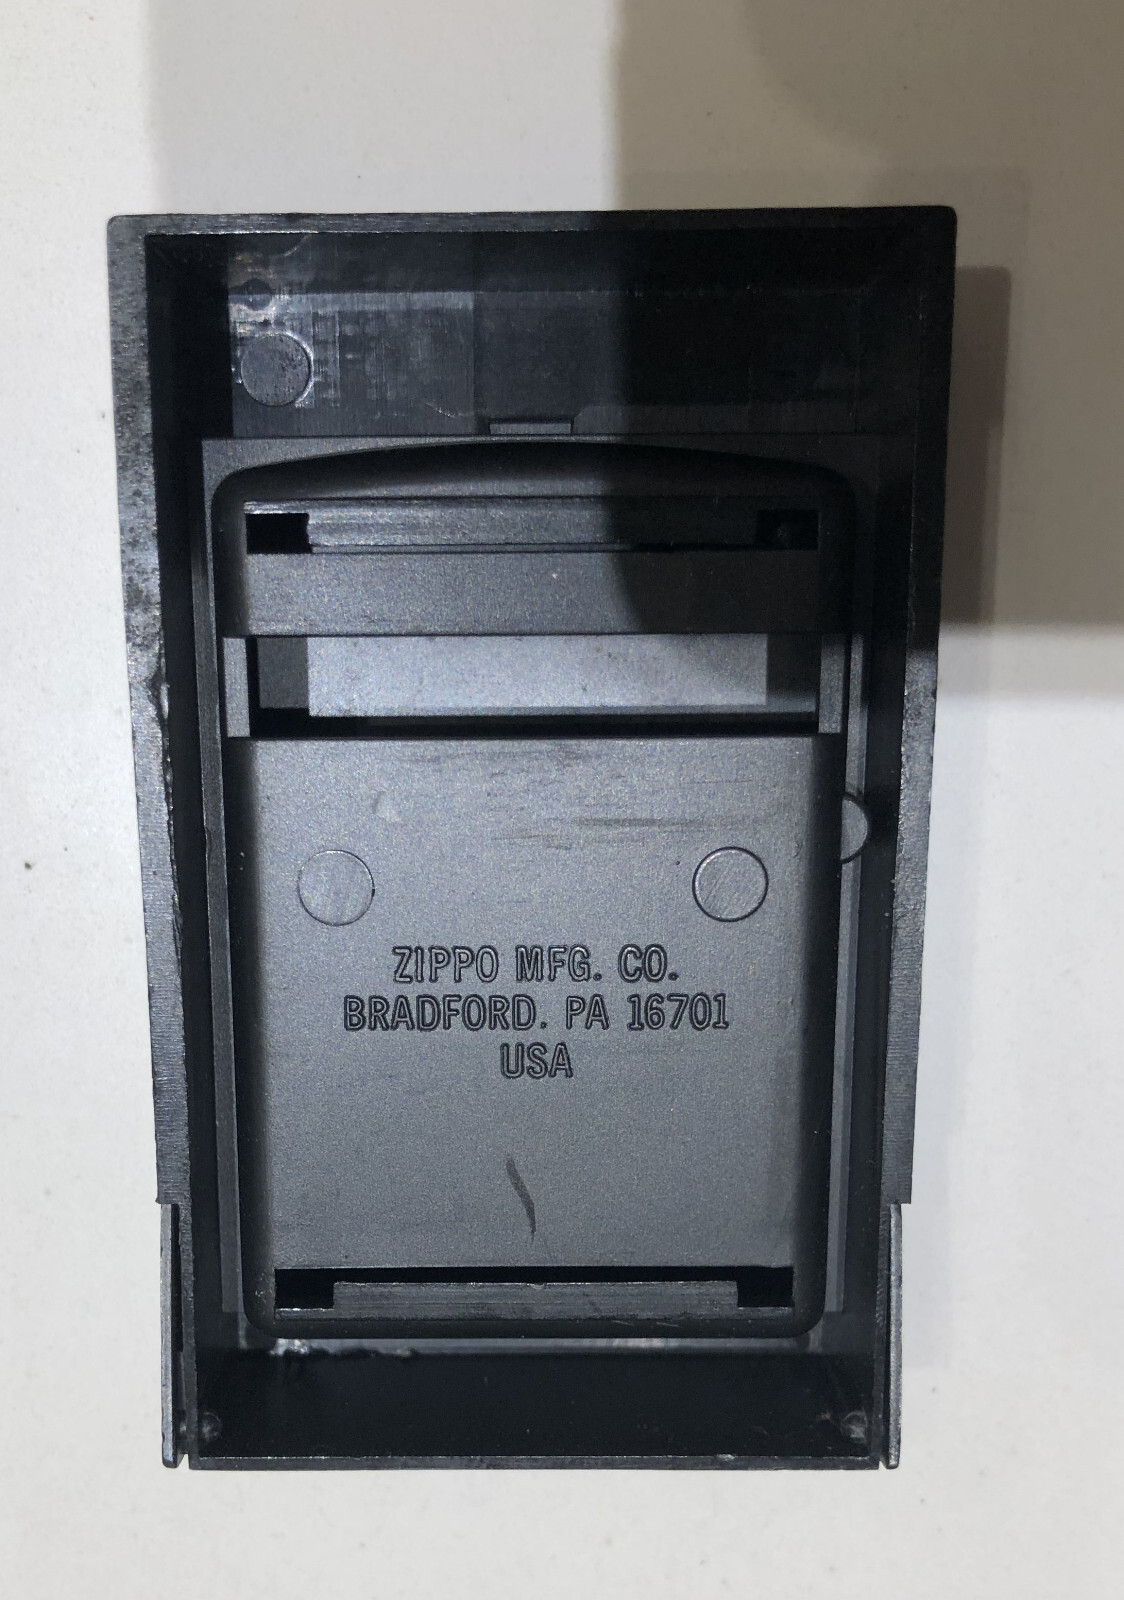 ZIPPO MFG. CO.
BRADFORD. PA 16701
USA